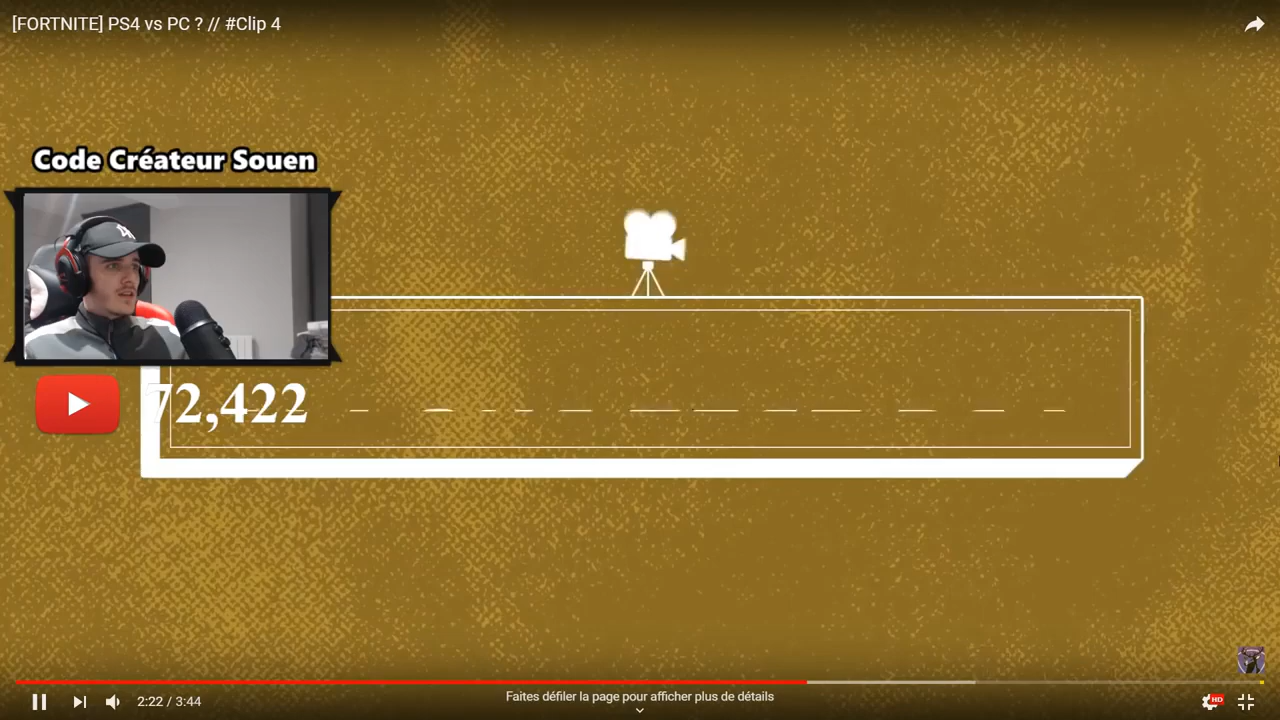 [FORTNITE] PS4 vs PC ? // #Clip 4
Code Créateur Souen
72,422
Faites défiler la page pour afficher plus de détails
2:22 / 3:44
HD